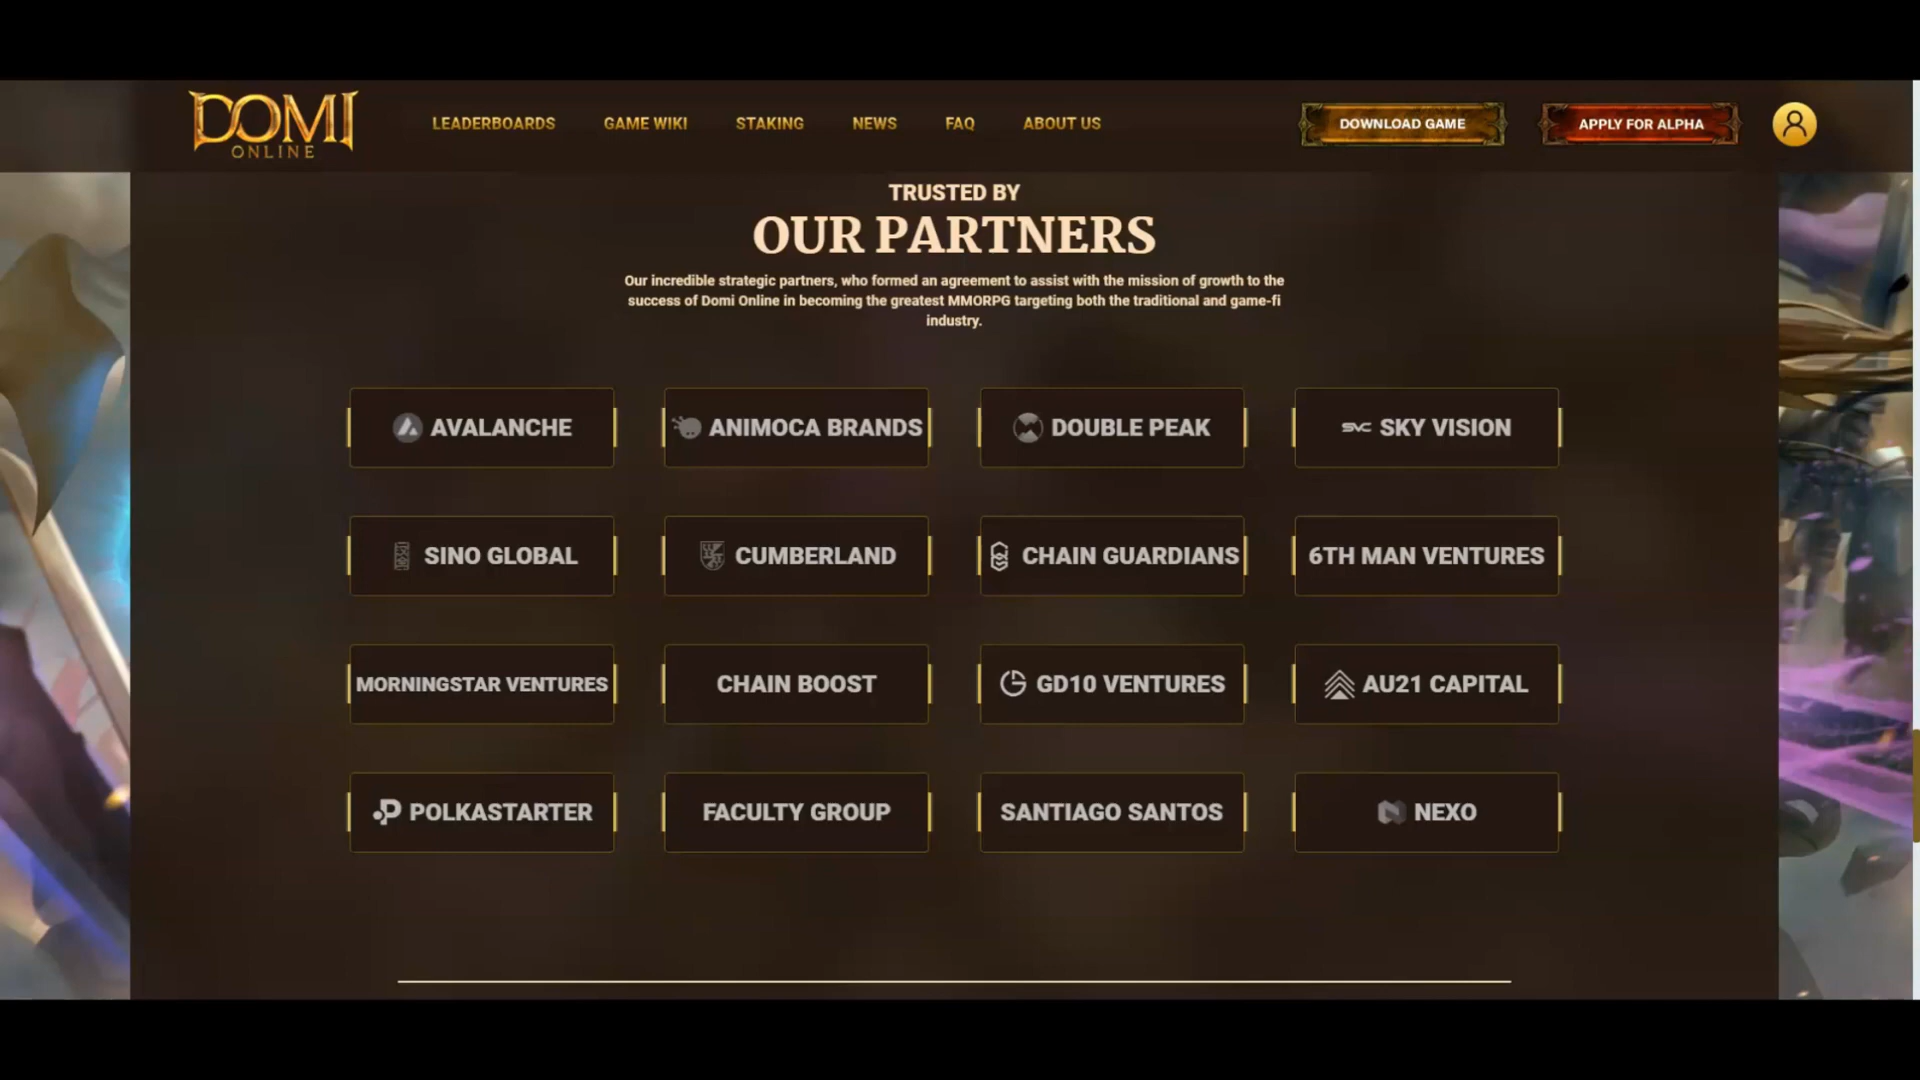 DOMI
ONLINE
LEADERBOARDS
GAME WIKI
STAKING
NEWS
FAQ
ABOUT US
DOWNLOAD GAME
APPLY FOR ALPHA
TRUSTED BY
OUR PARTNERS
Our incredible strategic partners, who formed an agreement to assist with the mission of growth to the
success of Domi Online in becoming the greatest MMORPG targeting both the traditional and game-fi
industry.
AVALANCHE
ANIMOCA BRANDS
DOUBLE PEAK
SVC SKY VISION
SINO GLOBAL
CUMBERLAND
CHAIN GUARDIANS
6TH MAN VENTURES
MORNINGSTAR VENTURES
CHAIN BOOST
GD10 VENTURES
AU21 CAPITAL
POLKASTARTER
FACULTY GROUP
SANTIAGO SANTOS
NEXO